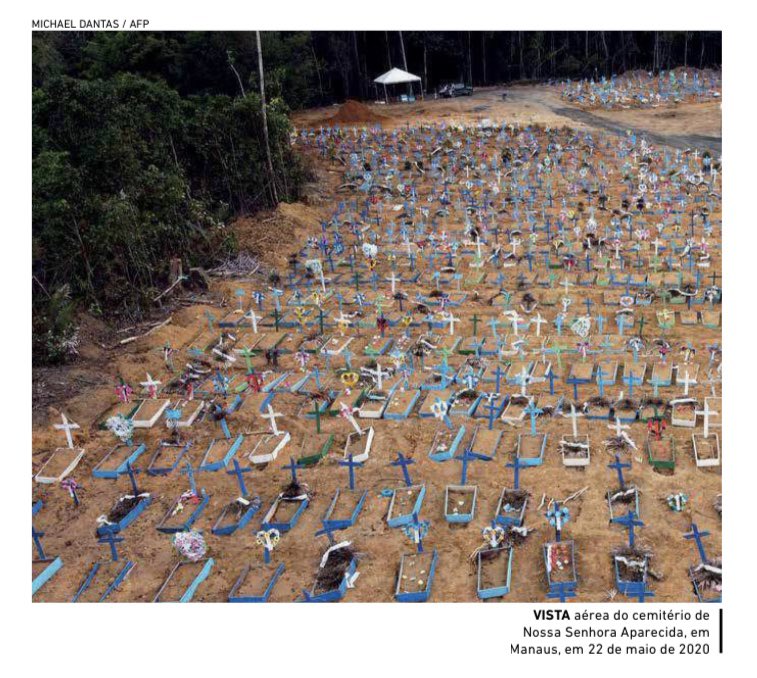 MICHAEL DANTAS / AFP
VISTA aérea do cemitério de
Nossa Senhora Aparecida, em
Manaus, em 22 de maio de 2020